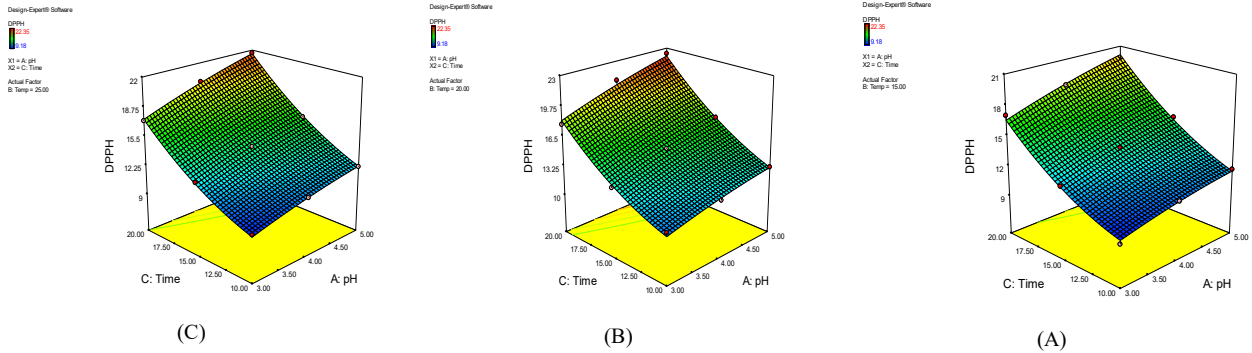 Design-Expert® Software
DPPH
22.35
9.18
X1 = A: pH
X2 = C: Time
Actual Factor
B: Temp = 25.00
22
18.75
15.5
12.25
9
DPPH
20.00
17.50
15.00
12.50
10.00
C: Time
3.00
3.50
4.00
4.50
5.00
A: pH
(C)
Design-Expert® Software
DPPH
22.35
9.18
X1 = A: pH
X2 = C: Time
Actual Factor
B: Temp = 20.00
23
19.75
16.5
13.25
10
DPPH
20.00
17.50
15.00
12.50
10.00
C: Time
3.00
3.50
4.00
4.50
5.00
A: pH
(B)
Design-Expert® Software
DPPH
22.35
9.18
X1 = A: pH
X2 = C: Time
Actual Factor
B: Temp = 15.00
21
18
15
12
9
DPPH
20.00
17.50
15.00
12.50
10.00
C: Time
3.00
3.50
4.00
4.50
5.00
A: pH
(A)